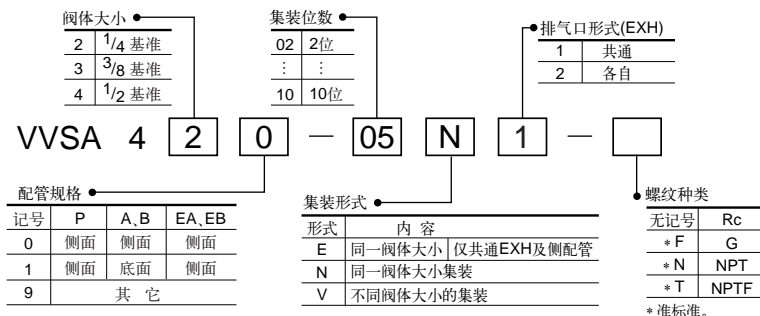 阀体大小
2 1/4 基准
3 3/8 基准
4 1/2 基准
集装位数
02 2位
⋮ ⋮
10 10位
排气口形式(EXH)
1 共通
2 各自
VVSA 4 2 0 — 05 N 1 —
配管规格
记号 P A、B EA、EB
0 侧面 侧面 侧面
1 侧面 底面 侧面
9 其 它
集装形式
形式 内 容
E 同一阀体大小 仅共通EXH及侧配管
N 同一阀体大小集装
V 不同阀体大小的集装
螺纹种类
无记号 Rc
*F G
*N NPT
*T NPTF
* 准标准。